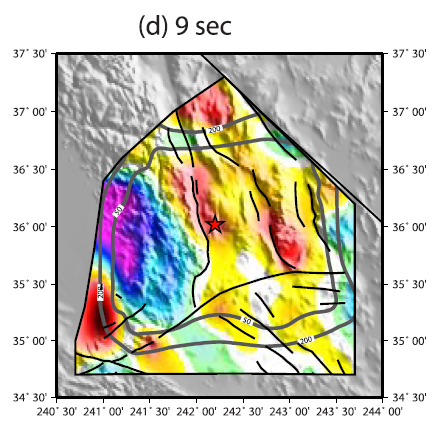 (d) 9 sec
37˚ 30' 37˚ 30'
37˚ 00' 37˚ 00'
200
36˚ 30' 36˚ 30'
50
36˚ 00' 36˚ 00'
35˚ 30' 35˚ 30'
200
50
35˚ 00' 200 35˚ 00'
34˚ 30' 34˚ 30'
240˚ 30' 241˚ 00' 241˚ 30' 242˚ 00' 242˚ 30' 243˚ 00' 243˚ 30' 244˚ 00'